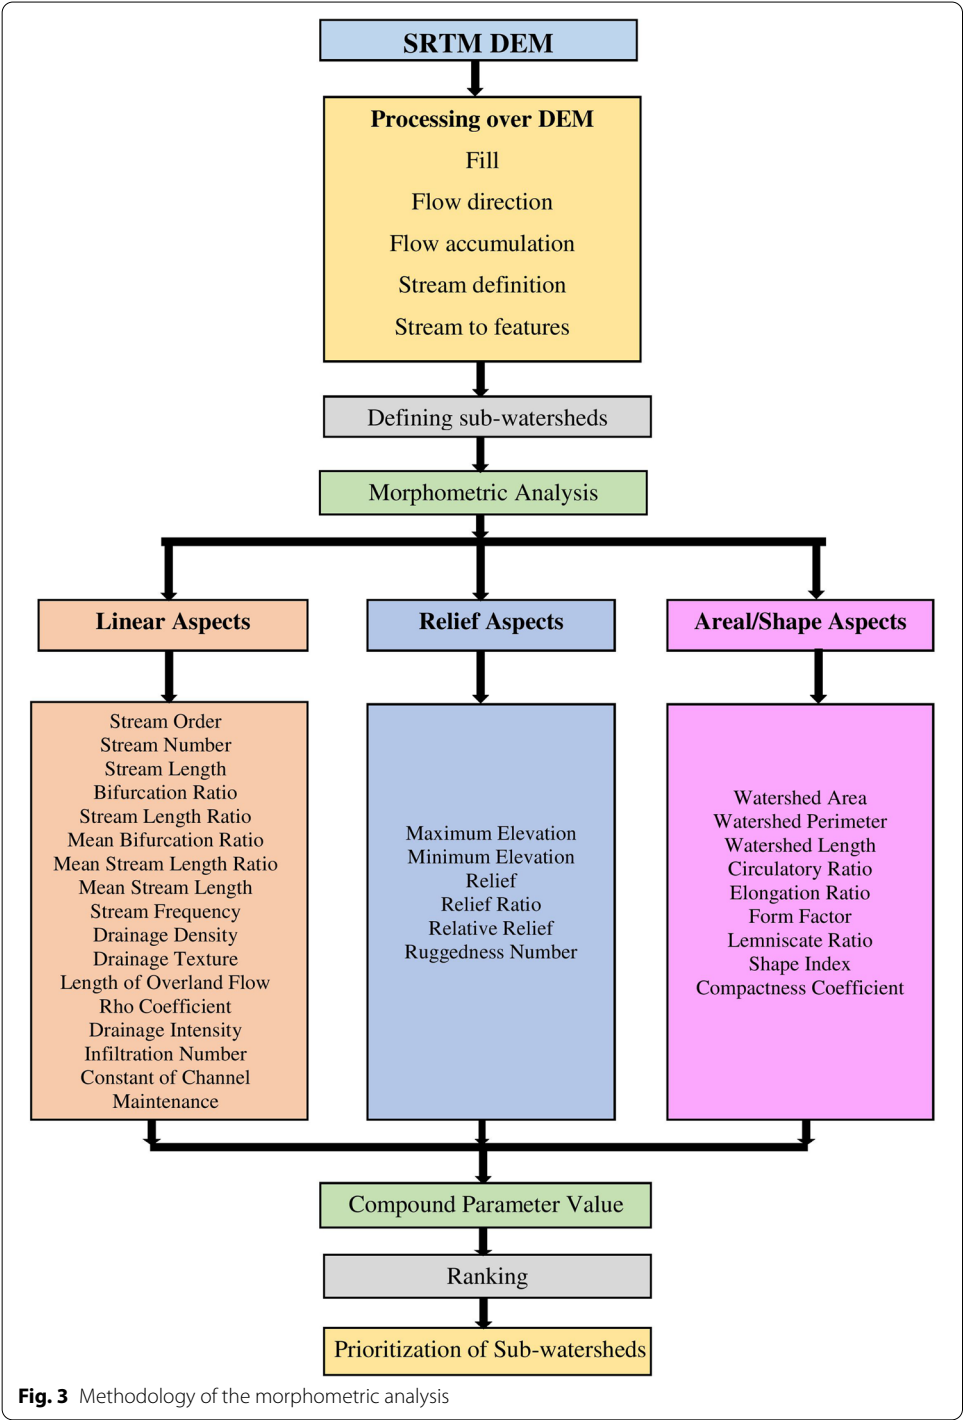 SRTM DEM
Processing over DEM
Fill
Flow direction
Flow accumulation
Stream definition
Stream to features
Defining sub-watersheds
Morphometric Analysis
Linear Aspects
Relief Aspects
Areal/Shape Aspects
Stream Order
Stream Number
Stream Length
Bifurcation Ratio
Stream Length Ratio
Mean Bifurcation Ratio
Mean Stream Length Ratio
Mean Stream Length
Stream Frequency
Drainage Density
Drainage Texture
Length of Overland Flow
Rho Coefficient
Drainage Intensity
Infiltration Number
Constant of Channel
Maintenance
Maximum Elevation
Minimum Elevation
Relief
Relief Ratio
Relative Relief
Ruggedness Number
Watershed Area
Watershed Perimeter
Watershed Length
Circulatory Ratio
Elongation Ratio
Form Factor
Lemniscate Ratio
Shape Index
Compactness Coefficient
Compound Parameter Value
Ranking
Prioritization of Sub-watersheds
Fig. 3 Methodology of the morphometric analysis